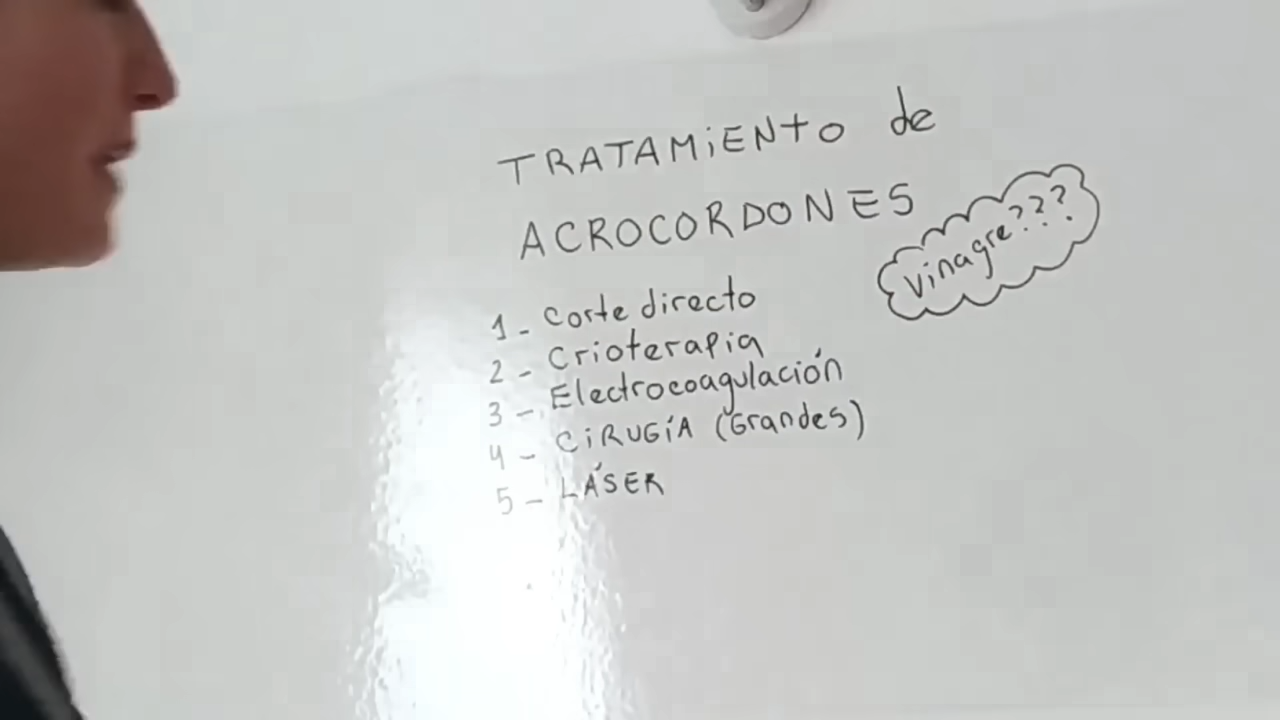 TRATAMiENtO de
ACROCORDONES
vinagre???
1 - Corte directo
2 - Crioterapia
3 - Electrocoagulación
4 - CiRUGÍA (Grandes)
5 - LÁSER